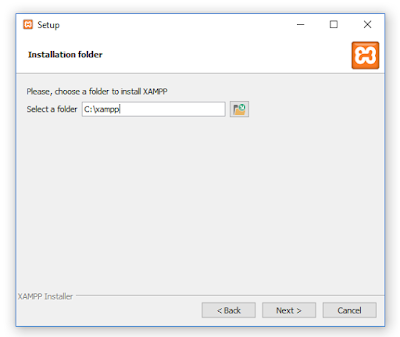 Setup
Installation folder
Please, choose a folder to install XAMPP
Select a folder C:\xampp
XAMPP Installer
< Back Next > Cancel